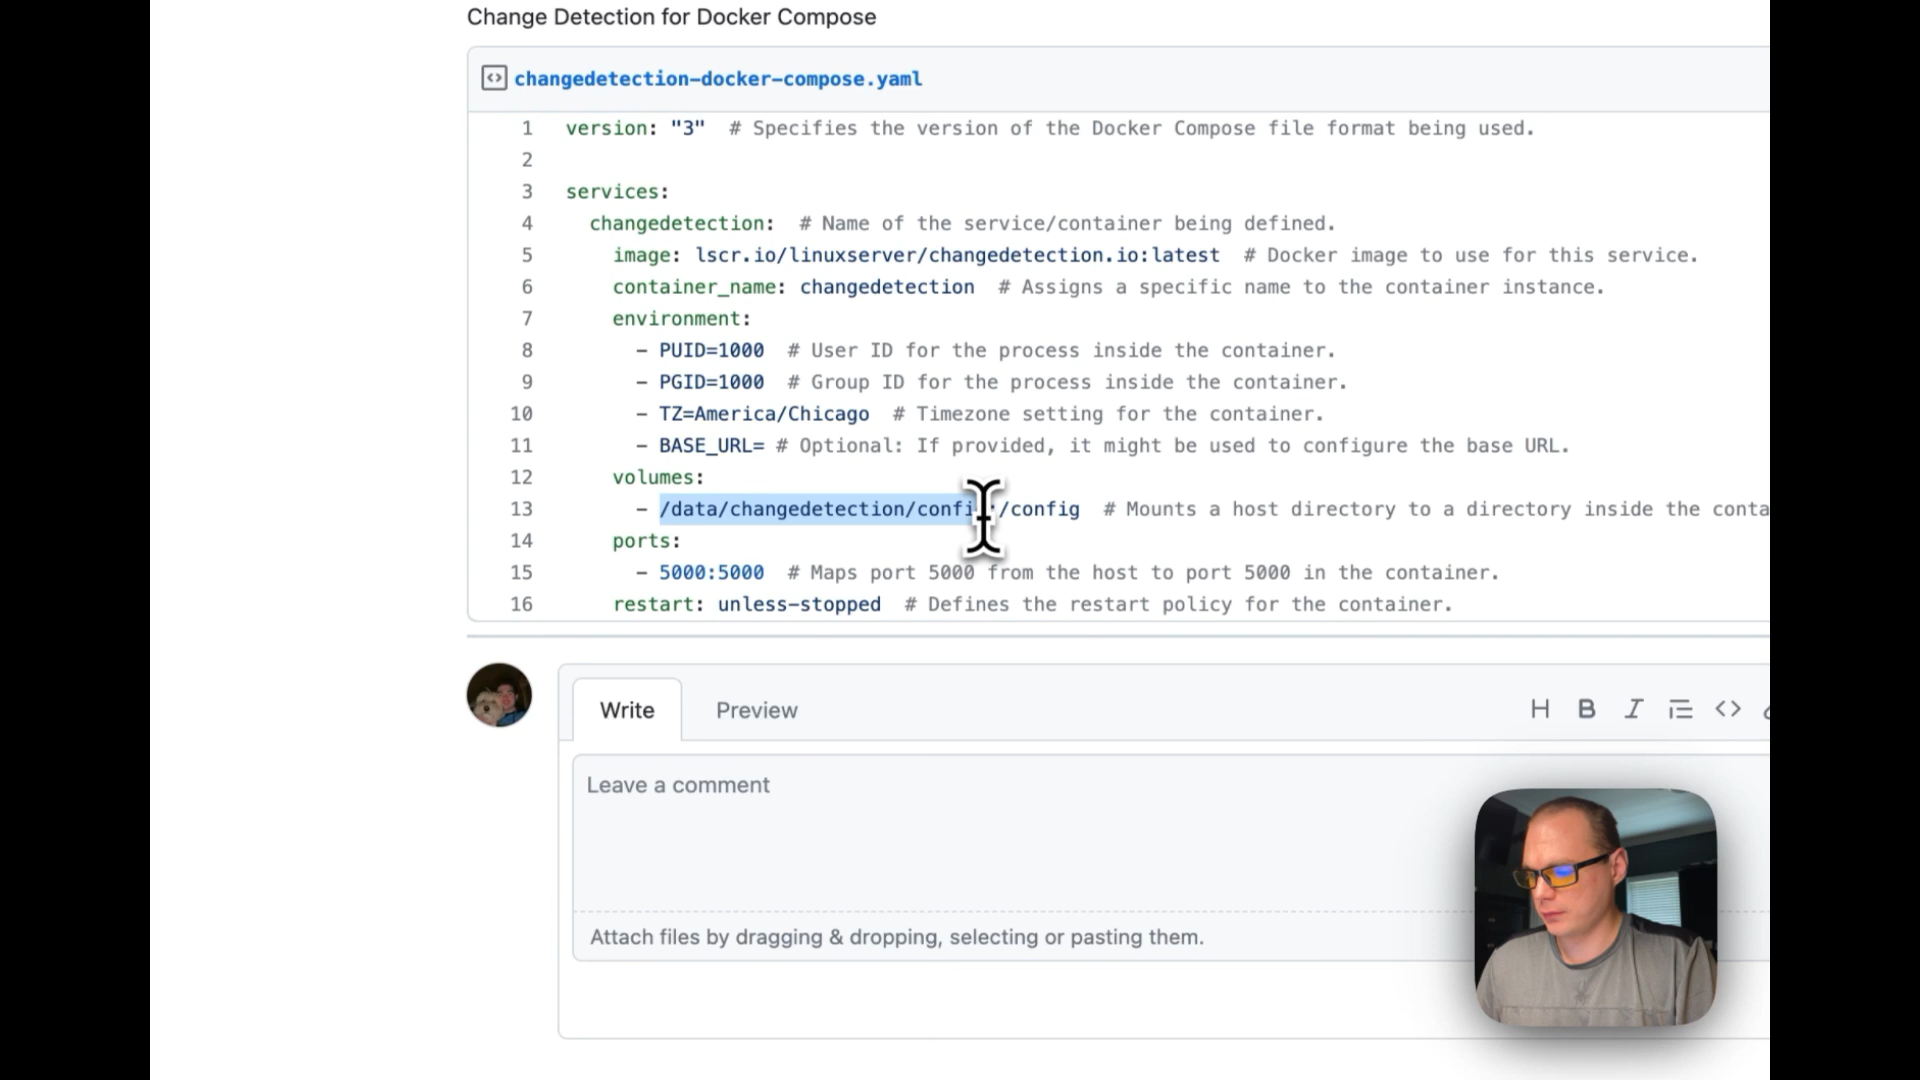 Change Detection for Docker Compose
changedetection-docker-compose.yaml
1 version: "3" # Specifies the version of the Docker Compose file format being used.
2
3 services:
4 changedetection: # Name of the service/container being defined.
5 image: lscr.io/linuxserver/changedetection.io:latest # Docker image to use for this service.
6 container_name: changedetection # Assigns a specific name to the container instance.
7 environment:
8 - PUID=1000 # User ID for the process inside the container.
9 - PGID=1000 # Group ID for the process inside the container.
10 - TZ=America/Chicago # Timezone setting for the container.
11 - BASE_URL= # Optional: If provided, it might be used to configure the base URL.
12 volumes:
13 - /data/changedetection/config:/config # Mounts a host directory to a directory inside the conta
14 ports:
15 - 5000:5000 # Maps port 5000 from the host to port 5000 in the container.
16 restart: unless-stopped # Defines the restart policy for the container.
Write Preview H B I
Leave a comment
Attach files by dragging & dropping, selecting or pasting them.